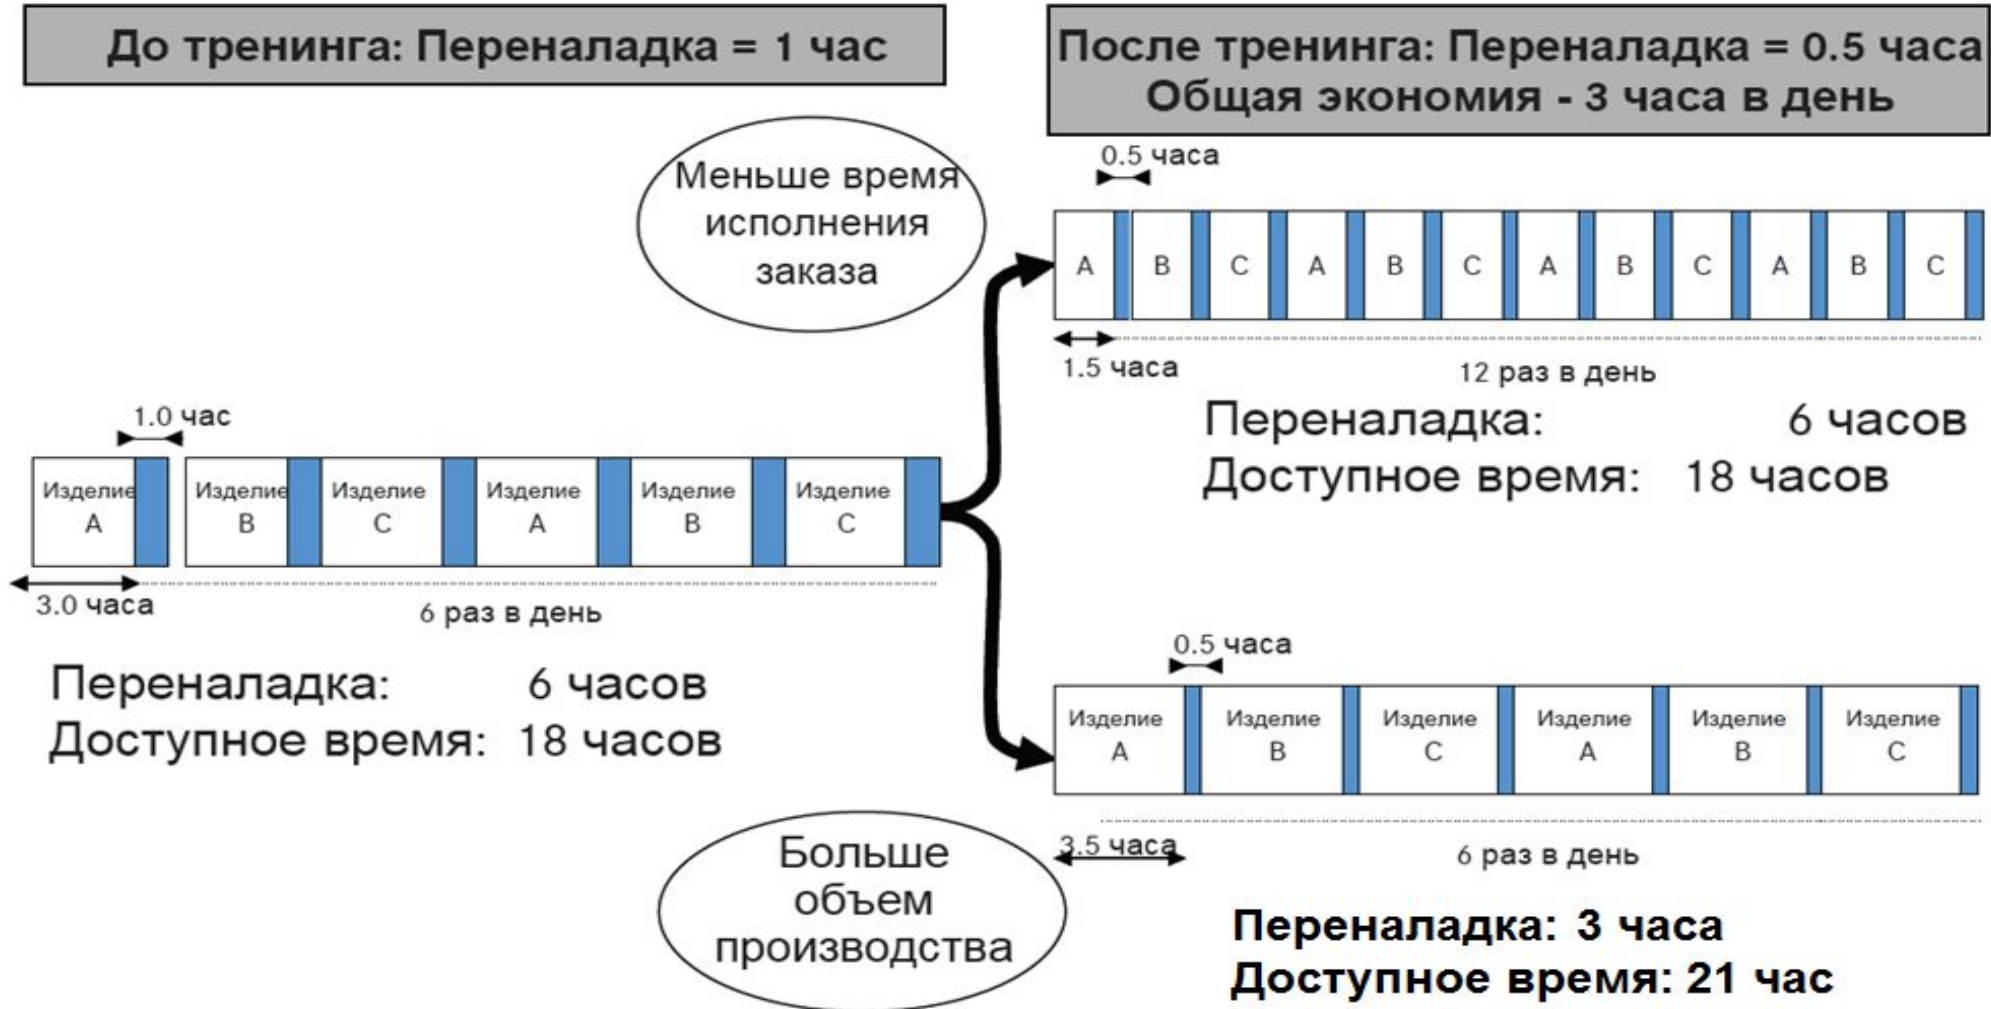 До тренинга: Переналадка = 1 час
После тренинга: Переналадка = 0.5 часа
Общая экономия - 3 часа в день
Меньше время
исполнения
заказа
0.5 часа
A B C A B C A B C A B C
1.5 часа
12 раз в день
Переналадка: 6 часов
Доступное время: 18 часов
1.0 час
Изделие Изделие Изделие Изделие Изделие Изделие
A B C A B C
3.0 часа
6 раз в день
Переналадка: 6 часов
Доступное время: 18 часов
0.5 часа
Изделие Изделие Изделие Изделие Изделие Изделие
A B C A B C
3.5 часа
6 раз в день
Больше
объем
производства
Переналадка: 3 часа
Доступное время: 21 час